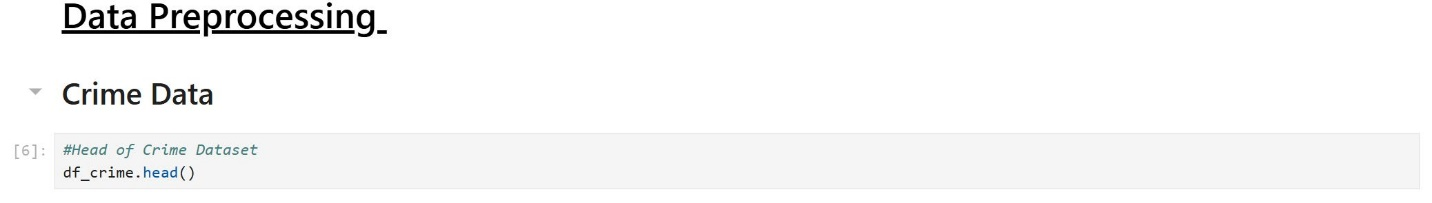 Data Preprocessing
Crime Data
[6]: #Head of Crime Dataset
df_crime.head()